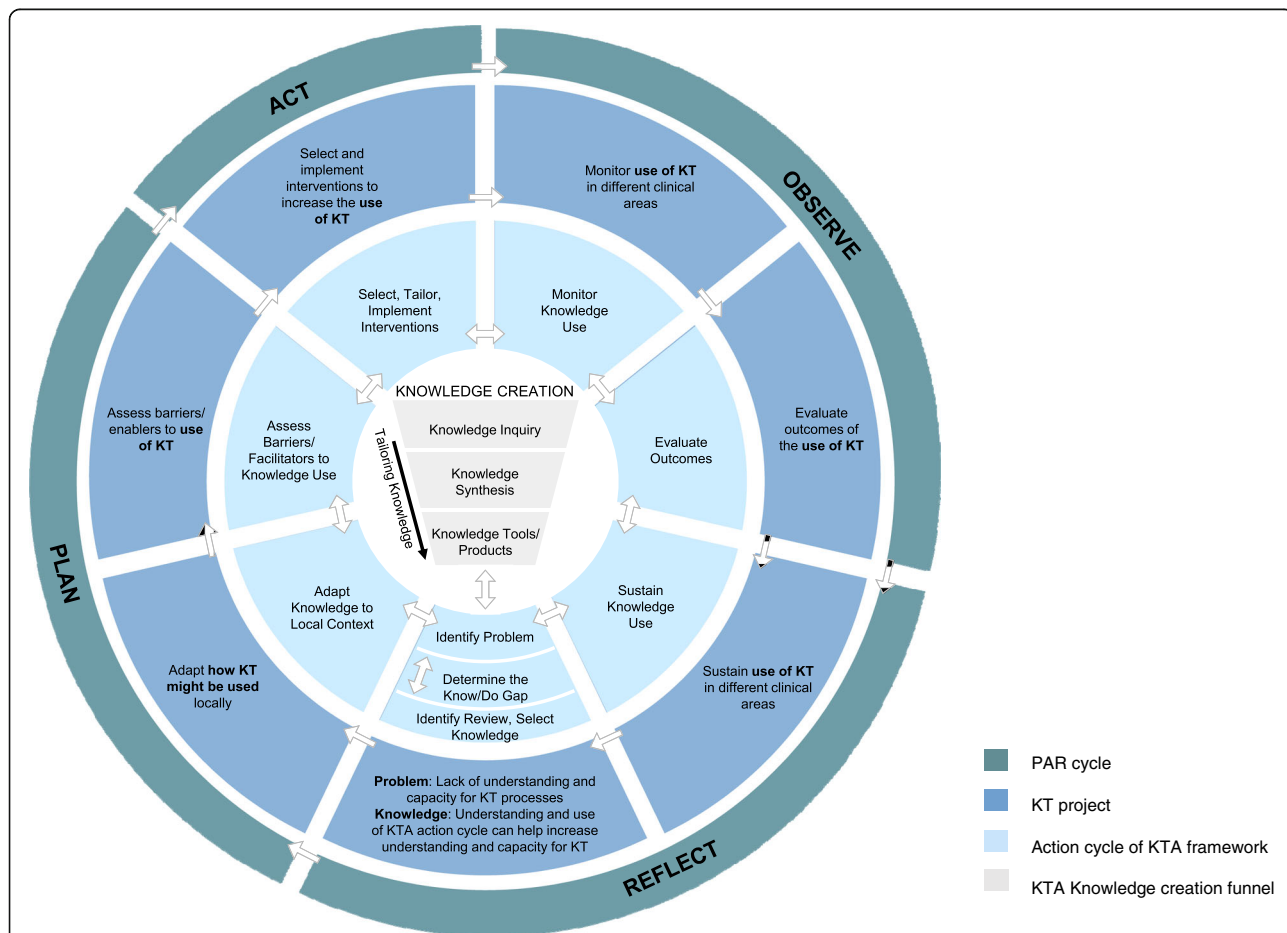 ACT
OBSERVE
REFLECT
PLAN
Select and
implement
interventions to
increase the use
of KT
Monitor use of KT
in different clinical
areas
Evaluate
outcomes of
the use of KT
Sustain use of KT
in different clinical
areas
Problem: Lack of understanding and
capacity for KT processes
Knowledge: Understanding and use
of KTA action cycle can help increase
understanding and capacity for KT
Adapt how KT
might be used
locally
Assess barriers/
enablers to use
of KT
Select, Tailor,
Implement
Interventions
Monitor
Knowledge
Use
Evaluate
Outcomes
Sustain
Knowledge
Use
Identify Problem
Determine the
Know/Do Gap
Identify Review, Select
Knowledge
Adapt
Knowledge to
Local Context
Assess
Barriers/
Facilitators to
Knowledge Use
KNOWLEDGE CREATION
Knowledge Inquiry
Knowledge
Synthesis
Knowledge Tools/
Products
Tailoring Knowledge
PAR cycle
KT project
Action cycle of KTA framework
KTA Knowledge creation funnel